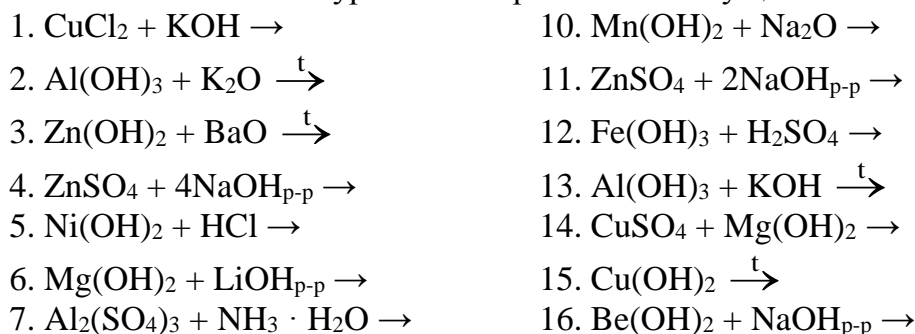 1. CuCl₂ + KOH →
2. Al(OH)₃ + K₂O t→
3. Zn(OH)₂ + BaO t→
4. ZnSO₄ + 4NaOHр-р →
5. Ni(OH)₂ + HCl →
6. Mg(OH)₂ + LiOHр-р →
7. Al₂(SO₄)₃ + NH₃ · H₂O →
10. Mn(OH)₂ + Na₂O →
11. ZnSO₄ + 2NaOHр-р →
12. Fe(OH)₃ + H₂SO₄ →
13. Al(OH)₃ + KOH t→
14. CuSO₄ + Mg(OH)₂ →
15. Cu(OH)₂ t→
16. Be(OH)₂ + NaOHр-р →